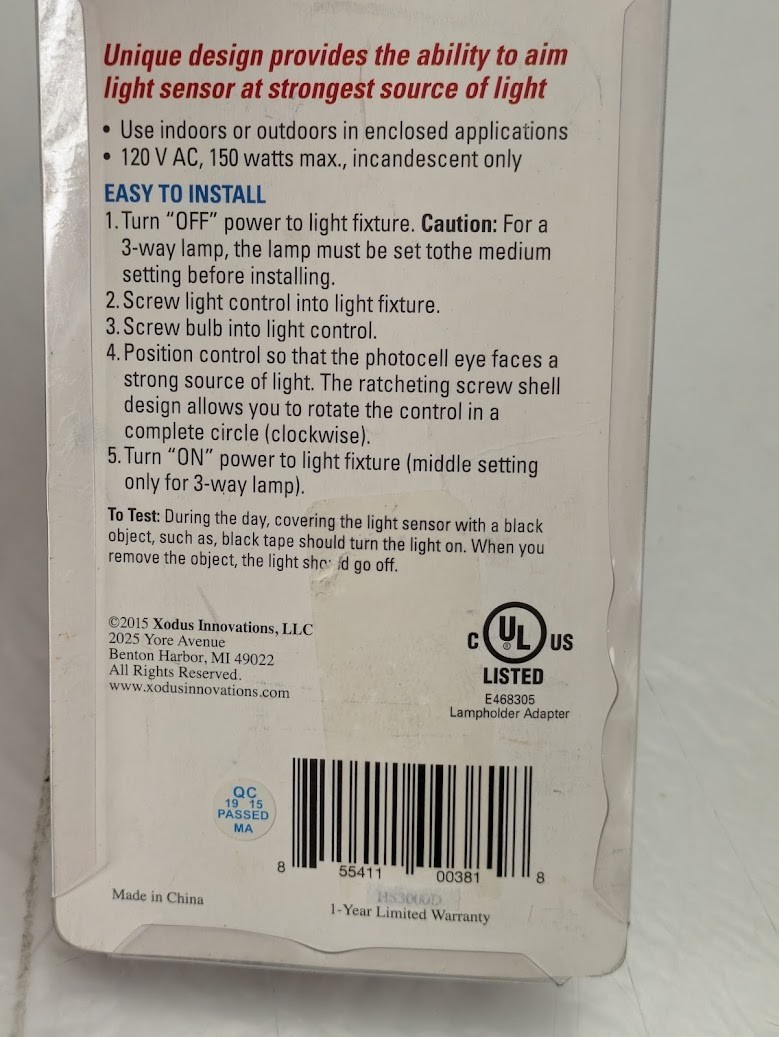 Unique design provides the ability to aim
light sensor at strongest source of light
• Use indoors or outdoors in enclosed applications
• 120 V AC, 150 watts max., incandescent only
EASY TO INSTALL
1. Turn “OFF” power to light fixture. Caution: For a
3-way lamp, the lamp must be set tothe medium
setting before installing.
2. Screw light control into light fixture.
3. Screw bulb into light control.
4. Position control so that the photocell eye faces a
strong source of light. The ratcheting screw shell
design allows you to rotate the control in a
complete circle (clockwise).
5. Turn “ON” power to light fixture (middle setting
only for 3-way lamp).
To Test: During the day, covering the light sensor with a black
object, such as, black tape should turn the light on. When you
remove the object, the light should go off.
©2015 Xodus Innovations, LLC
2025 Yore Avenue
Benton Harbor, MI 49022
All Rights Reserved.
www.xodusinnovations.com
C UL ® US
LISTED
E468305
Lampholder Adapter
QC
19 15
PASSED
MA
8 55411 00381 8
Made in China
HS3000D
1-Year Limited Warranty